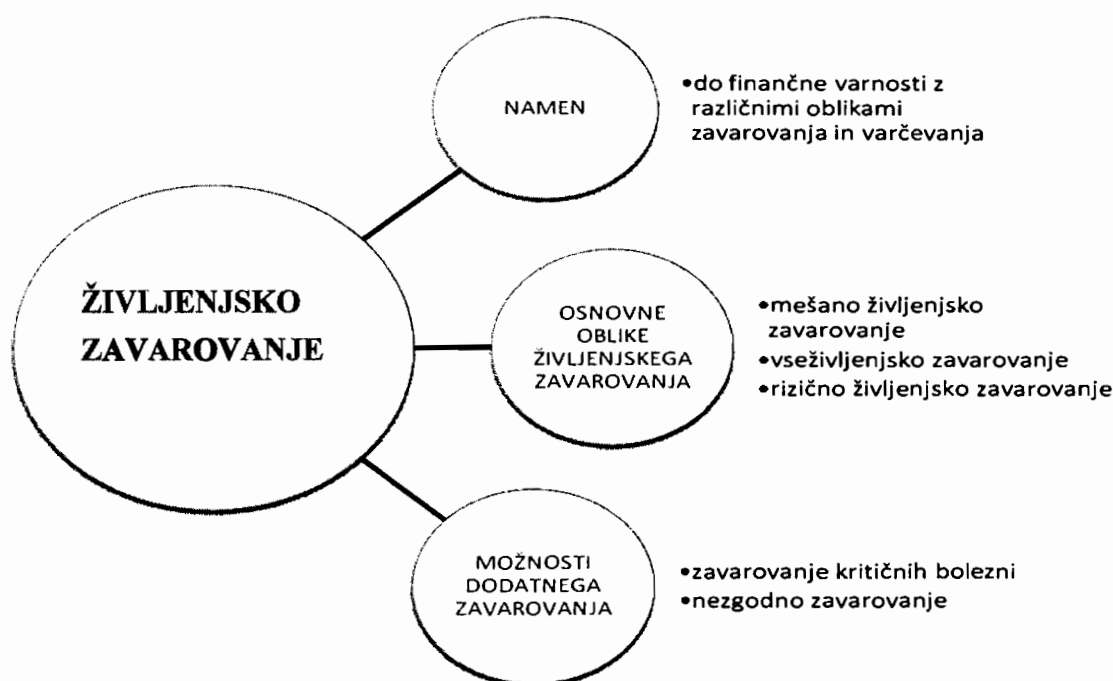 NAMEN
•do finančne varnosti z
različnimi oblikami
zavarovanja in varčevanja
ŽIVLJENJSKO
ZAVAROVANJE
OSNOVNE
OBLIKE
ŽIVLJENJSKEGA
ZAVAROVANJA
•mešano življenjsko
zavarovanje
•vseživljenjsko zavarovanje
•rizično življenjsko zavarovanje
MOŽNOSTI
DODATNEGA
ZAVAROVANJA
•zavarovanje kritičnih bolezni
•nezgodno zavarovanje